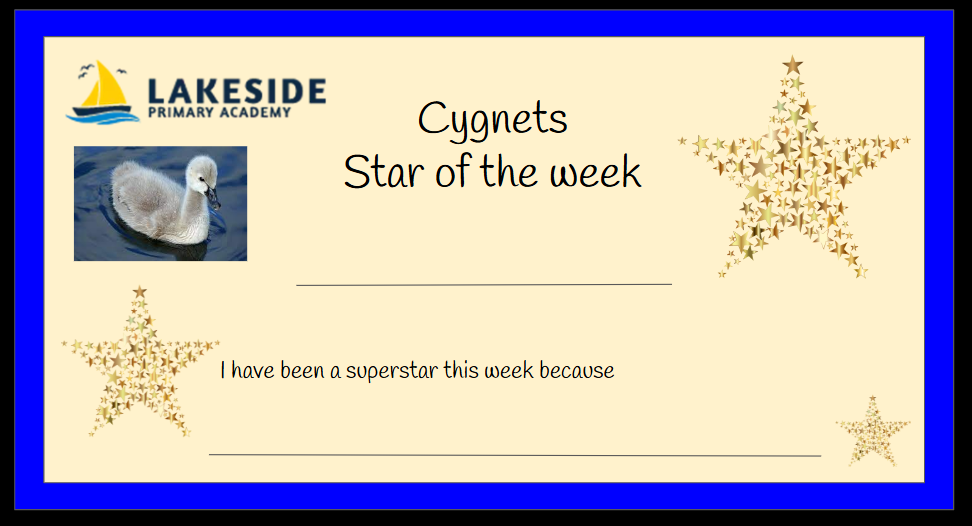 LAKESIDE
PRIMARY ACADEMY
Cygnets
Star of the week
I have been a superstar this week because